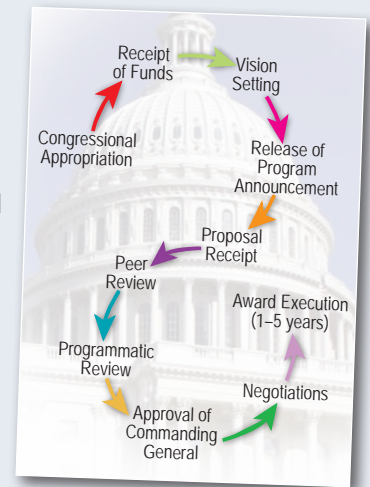 Congressional
Appropriation
Receipt
of Funds
Vision
Setting
Release of
Program
Announcement
Proposal
Receipt
Peer
Review
Programmatic
Review
Approval of
Commanding
General
Negotiations
Award Execution
(1–5 years)